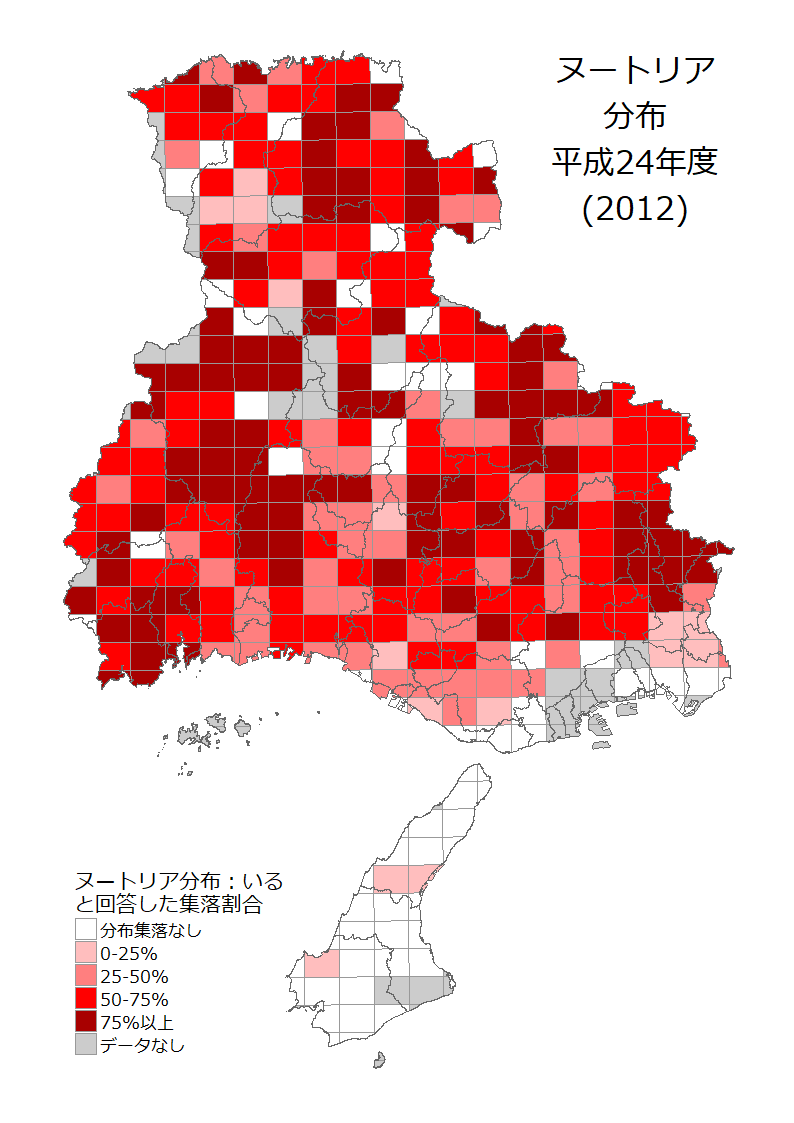 ヌートリア
分布
平成24年度
(2012)
ヌートリア分布：いる
と回答した集落割合
分布集落なし
0-25%
25-50%
50-75%
75%以上
データなし